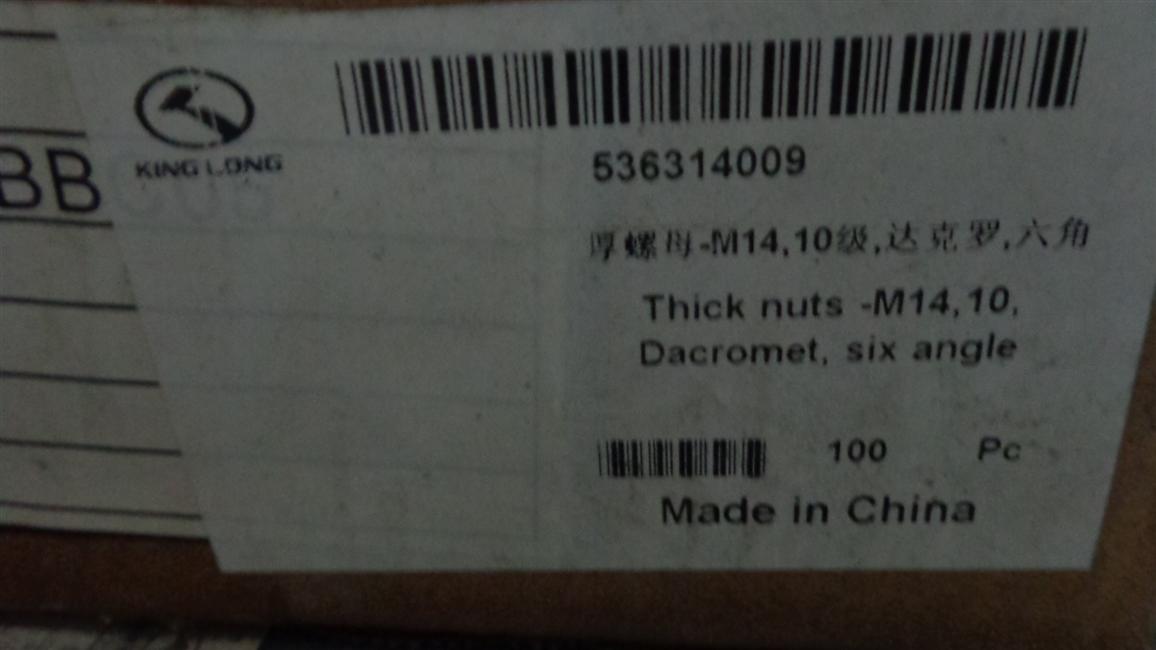 BB
KING LONG
536314009
厚螺母-M14,10级,达克罗,六角
Thick nuts -M14,10,
Dacromet, six angle
100 Pc
Made in China